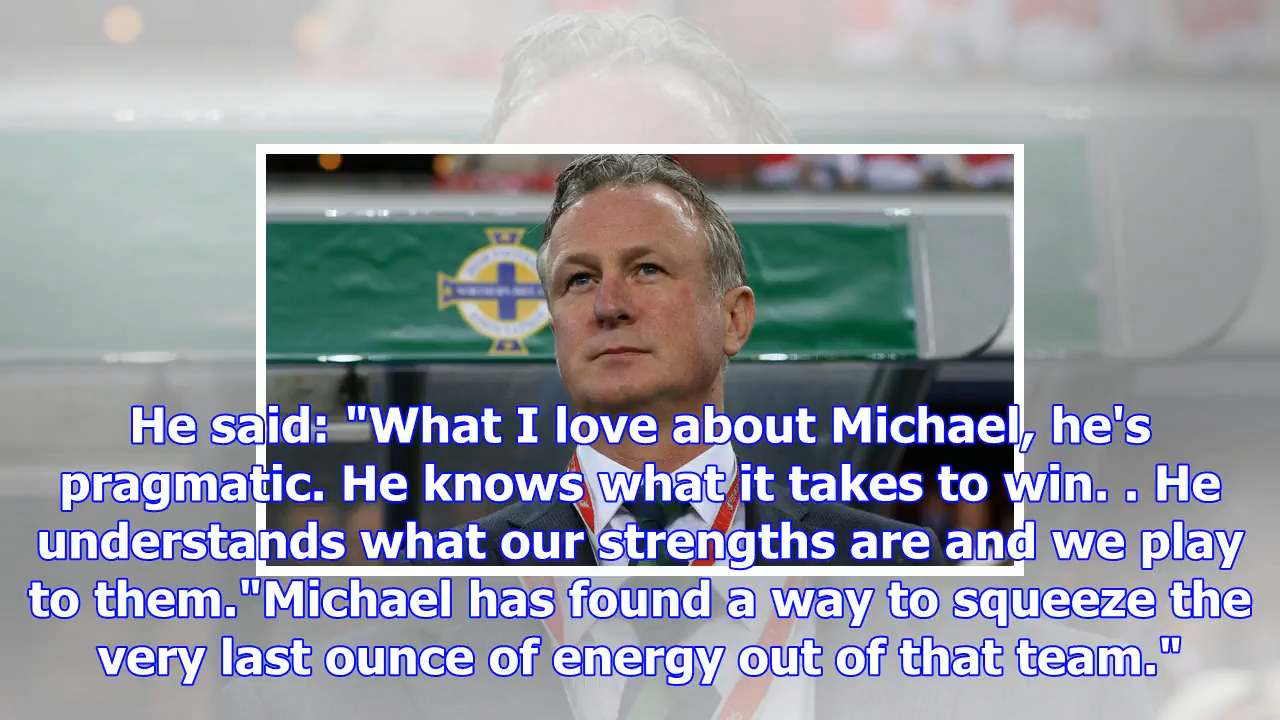 He said: "What I love about Michael, he's
pragmatic. He knows what it takes to win. . He
understands what our strengths are and we play
to them."Michael has found a way to squeeze the
very last ounce of energy out of that team."